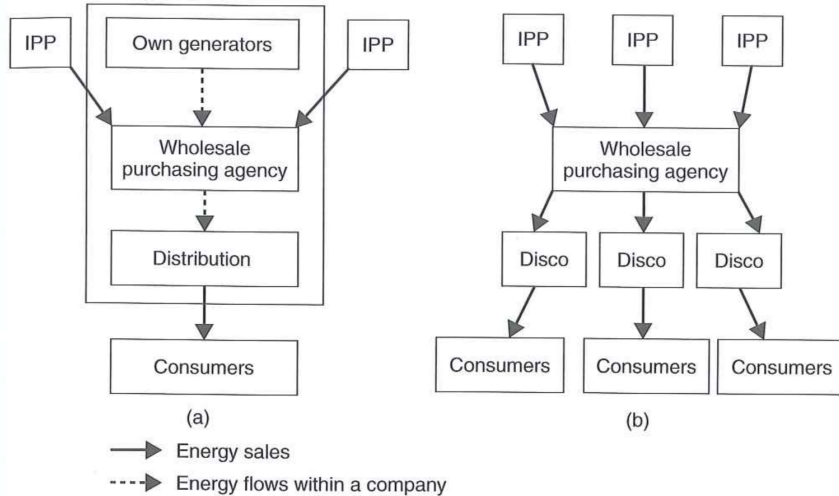 IPP
Own generators
IPP
Wholesale
purchasing agency
Distribution
Consumers
(a)
IPP
IPP
IPP
Wholesale
purchasing agency
Disco
Disco
Disco
Consumers
Consumers
Consumers
(b)
Energy sales
Energy flows within a company